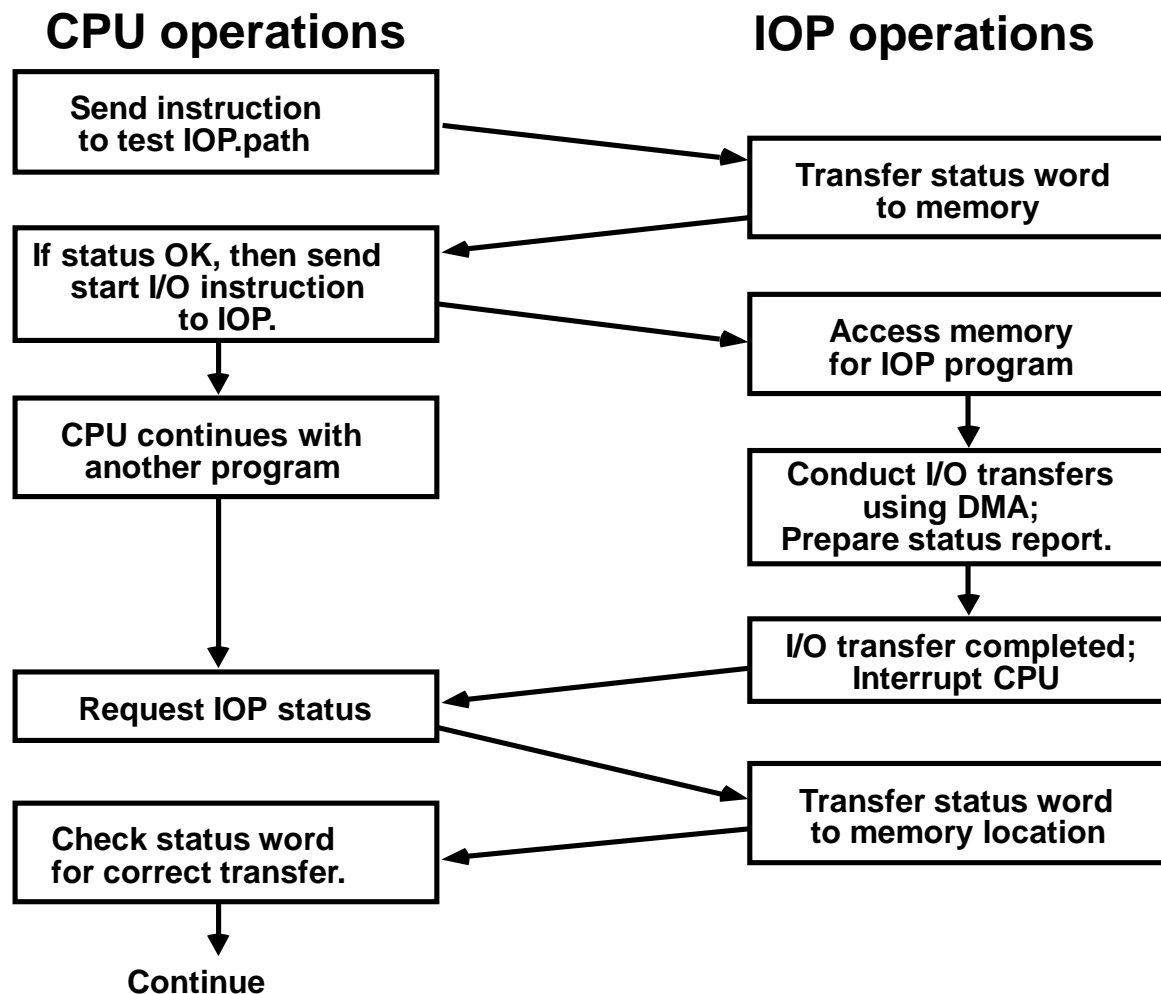 CPU operations
IOP operations
Send instruction
to test IOP.path
Transfer status word
to memory
If status OK, then send
start I/O instruction
to IOP.
Access memory
for IOP program
CPU continues with
another program
Conduct I/O transfers
using DMA;
Prepare status report.
I/O transfer completed;
Interrupt CPU
Request IOP status
Transfer status word
to memory location
Check status word
for correct transfer.
Continue